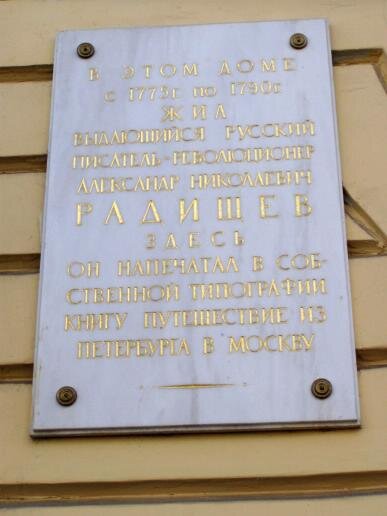 В ЭТОМ ДОМЕ
С 1775Г ПО 1790Г
ЖИЛ
ВЫДАЮЩИЙСЯ РУССКИЙ
ПИСАТЕЛЬ-РЕВОЛЮЦИОНЕР
АЛЕКСАНДР НИКОЛАЕВИЧ
РАДИЩЕВ
ЗДЕСЬ
ОН НАПЕЧАТАЛ В СОБ-
СТВЕННОЙ ТИПОГРАФИИ
КНИГУ ПУТЕШЕСТВИЕ ИЗ
ПЕТЕРБУРГА В МОСКВУ